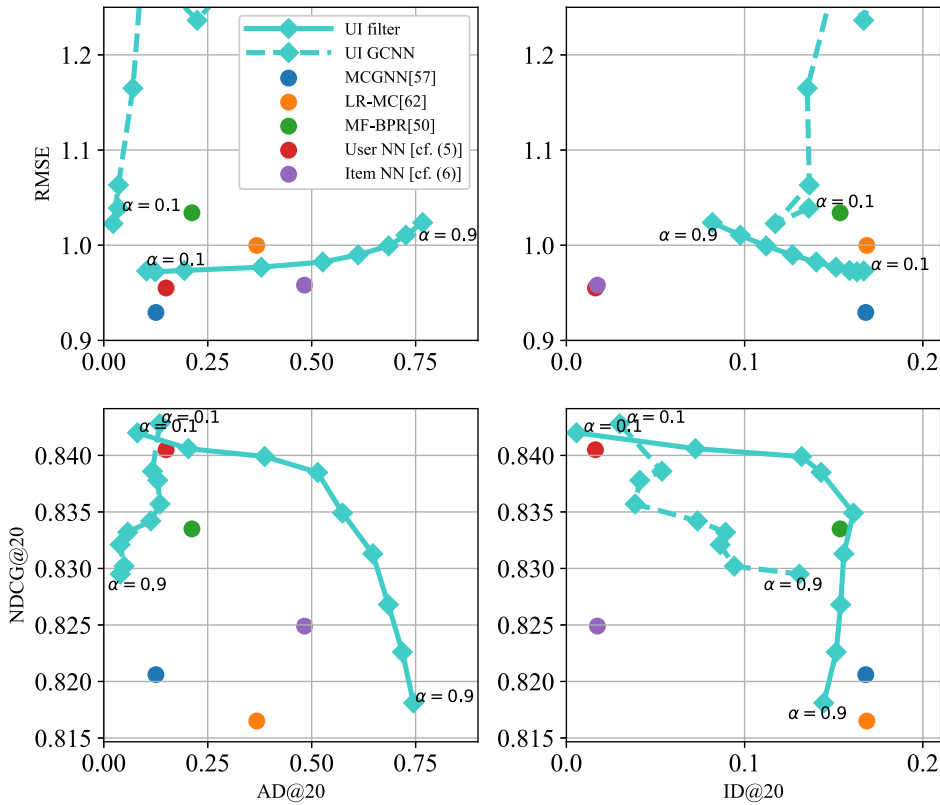 1.2
1.1
1.0
0.9
RMSE
0.00
0.25
0.50
0.75
UI filter
UI GCNN
MCGNN[57]
LR-MC[62]
MF-BPR[50]
User NN [cf. (5)]
Item NN [cf. (6)]
α = 0.1
α = 0.9
α = 0.1
1.2
1.1
1.0
0.9
0.0
0.1
0.2
α = 0.1
α = 0.9
α = 0.1
0.840
0.835
0.830
0.825
0.820
0.815
NDCG@20
0.00
0.25
0.50
0.75
AD@20
α = 0.1
α = 0.1
α = 0.9
α = 0.9
0.840
0.835
0.830
0.825
0.820
0.815
0.0
0.1
0.2
ID@20
α = 0.1
α = 0.1
α = 0.9
α = 0.9